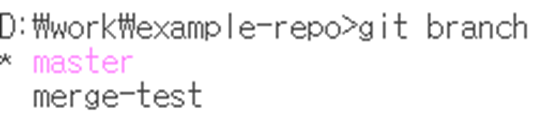 D:₩work₩example-repo>git branch
* master
  merge-test